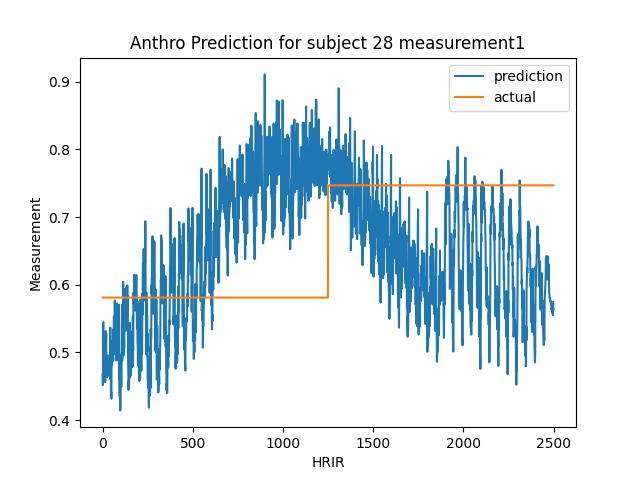 Anthro Prediction for subject 28 measurement1
prediction
actual
Measurement
0.9
0.8
0.7
0.6
0.5
0.4
0
500
1000
1500
2000
2500
HRIR